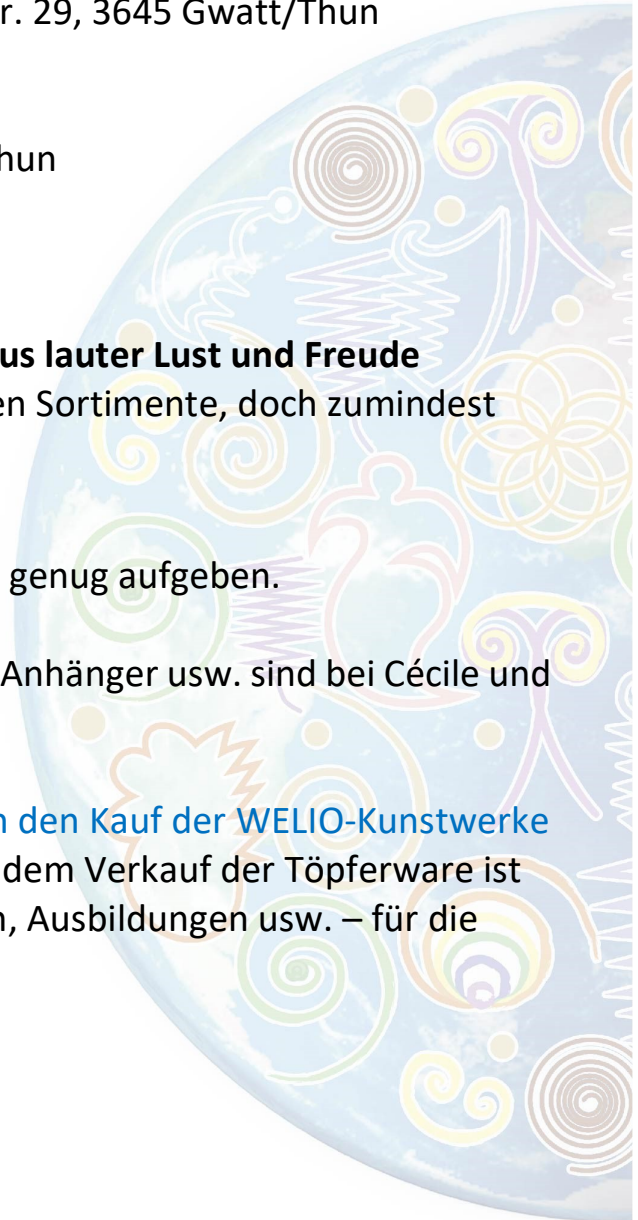 r. 29, 3645 Gwatt/Thun
hun
us lauter Lust und Freude
en Sortimente, doch zumindest
genug aufgeben.
Anhänger usw. sind bei Cécile und
n den Kauf der WELIO-Kunstwerke
dem Verkauf der Töpferware ist
n, Ausbildungen usw. – für die